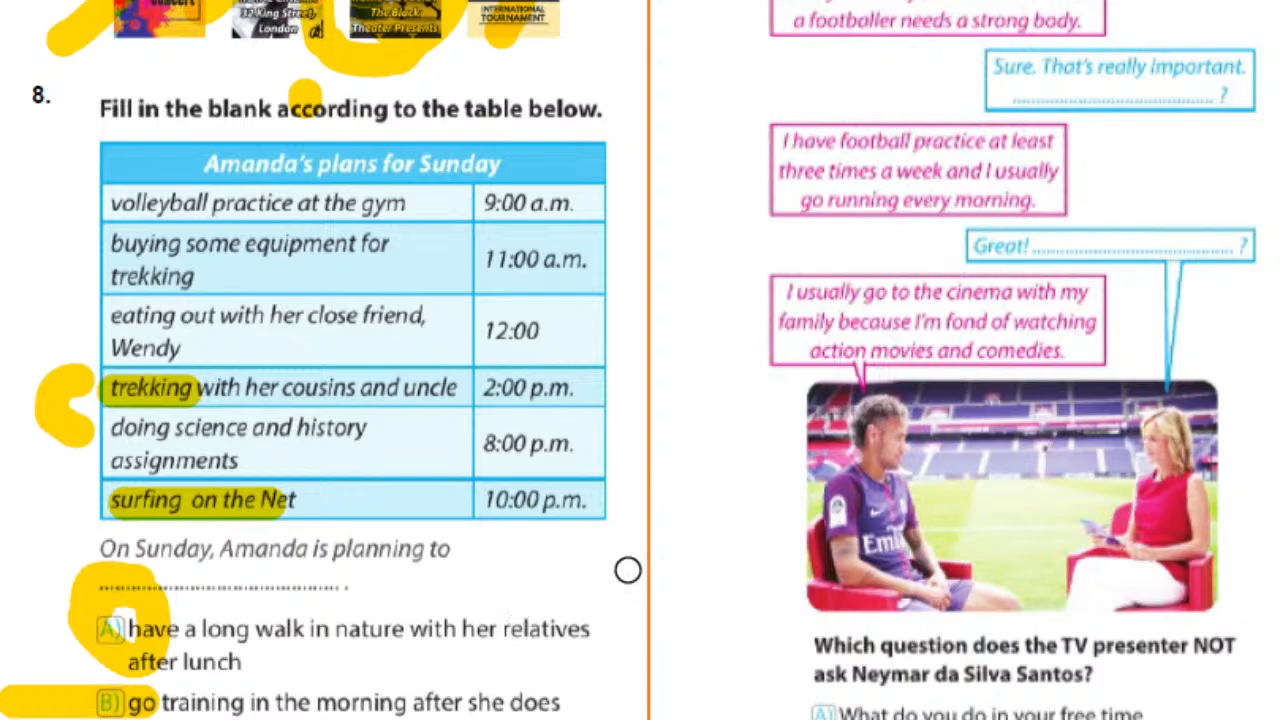 concert
32 King Street,
London
The Black
Theater Presents
INTERNATIONAL
TOURNAMENT
8.
Fill in the blank according to the table below.
Amanda's plans for Sunday
volleyball practice at the gym 9:00 a.m.
buying some equipment for
trekking 11:00 a.m.
eating out with her close friend,
Wendy 12:00
trekking with her cousins and uncle 2:00 p.m.
doing science and history
assignments 8:00 p.m.
surfing on the Net 10:00 p.m.
On Sunday, Amanda is planning to
............................................... .
A) have a long walk in nature with her relatives
after lunch
B) go training in the morning after she does
a footballer needs a strong body.
Sure. That's really important.
............................................... ?
I have football practice at least
three times a week and I usually
go running every morning.
Great! ............................................... ?
I usually go to the cinema with my
family because I'm fond of watching
action movies and comedies.
Which question does the TV presenter NOT
ask Neymar da Silva Santos?
A) What do you do in your free time